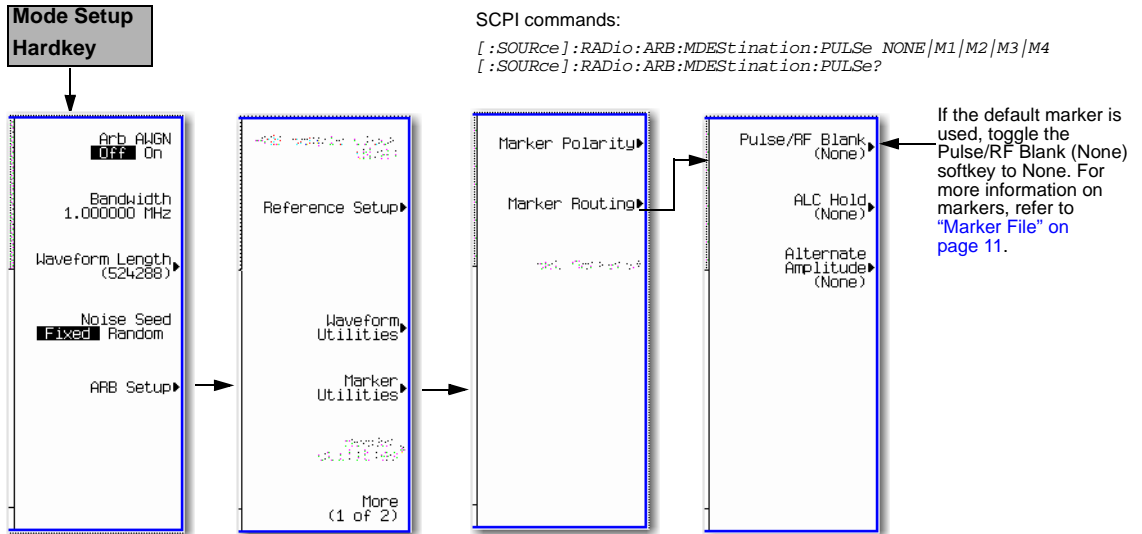 Mode Setup
Hardkey
SCPI commands:
[:SOURce]:RADio:ARB:MDEStination:PULSe NONE|M1|M2|M3|M4
[:SOURce]:RADio:ARB:MDEStination:PULSe?
Arb AWGN
Off On
Bandwidth
1.000000 MHz
Waveform Length
(524288)
Noise Seed
Fixed Random
ARB Setup
Reference Setup
Waveform
Utilities
Marker
Utilities
More
(1 of 2)
Marker Polarity
Marker Routing
Pulse/RF Blank
(None)
ALC Hold
(None)
Alternate
Amplitude
(None)
If the default marker is
used, toggle the
Pulse/RF Blank (None)
softkey to None. For
more information on
markers, refer to
“Marker File” on
page 11.